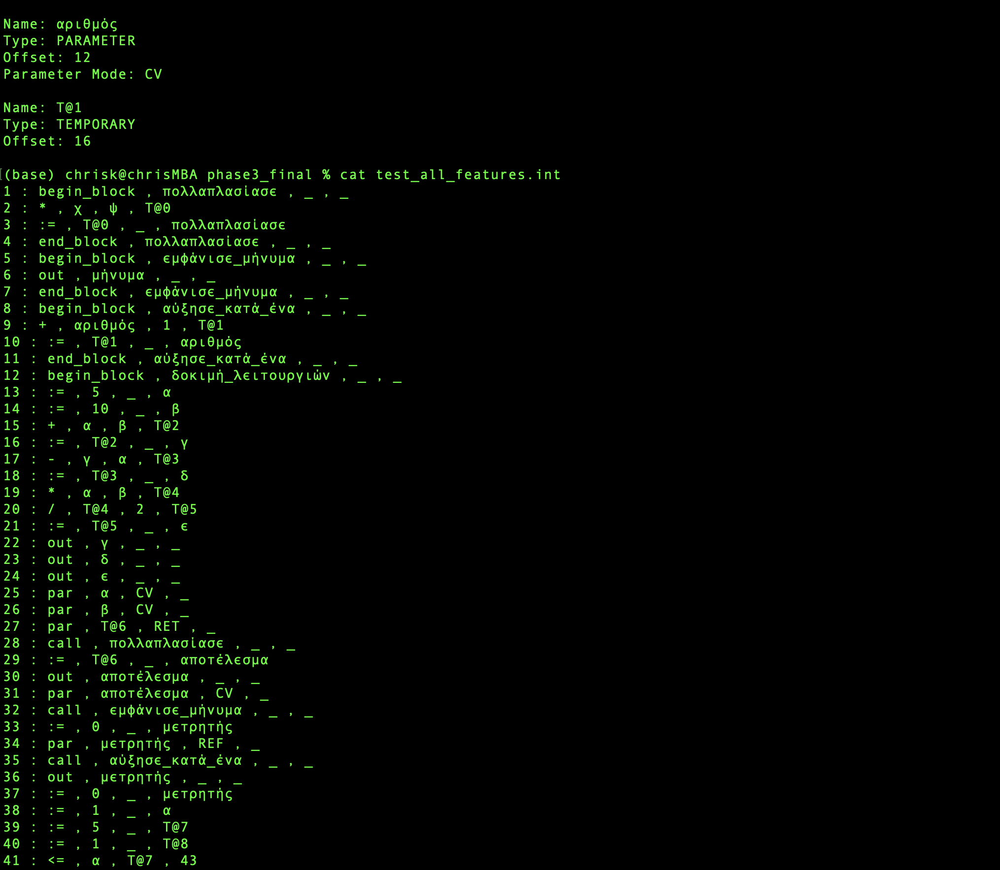 Name: αριθμός
Type: PARAMETER
Offset: 12
Parameter Mode: CV
Name: T@1
Type: TEMPORARY
Offset: 16
(base) chrisk@chrisMBA phase3_final % cat test_all_features.int
1 : begin_block , πολλαπλασίασε , _ , _
2 : * , χ , ψ , T@0
3 : := , T@0 , _ , πολλαπλασίασε
4 : end_block , πολλαπλασίασε , _ , _
5 : begin_block , εμφάνισε_μήνυμα , _ , _
6 : out , μήνυμα , _ , _
7 : end_block , εμφάνισε_μήνυμα , _ , _
8 : begin_block , αύξησε_κατά_ένα , _ , _
9 : + , αριθμός , 1 , T@1
10 : := , T@1 , _ , αριθμός
11 : end_block , αύξησε_κατά_ένα , _ , _
12 : begin_block , δοκιμή_λειτουργιών , _ , _
13 : := , 5 , _ , α
14 : := , 10 , _ , β
15 : + , α , β , T@2
16 : := , T@2 , _ , γ
17 : - , γ , α , T@3
18 : := , T@3 , _ , δ
19 : * , α , β , T@4
20 : / , T@4 , 2 , T@5
21 : := , T@5 , _ , ε
22 : out , γ , _ , _
23 : out , δ , _ , _
24 : out , ε , _ , _
25 : par , α , CV , _
26 : par , β , CV , _
27 : par , T@6 , RET , _
28 : call , πολλαπλασίασε , _ , _
29 : := , T@6 , _ , αποτέλεσμα
30 : out , αποτέλεσμα , _ , _
31 : par , αποτέλεσμα , CV , _
32 : call , εμφάνισε_μήνυμα , _ , _
33 : := , 0 , _ , μετρητής
34 : par , μετρητής , REF , _
35 : call , αύξησε_κατά_ένα , _ , _
36 : out , μετρητής , _ , _
37 : := , 0 , _ , μετρητής
38 : := , 1 , _ , α
39 : := , 5 , _ , T@7
40 : := , 1 , _ , T@8
41 : <= , α , T@7 , 43